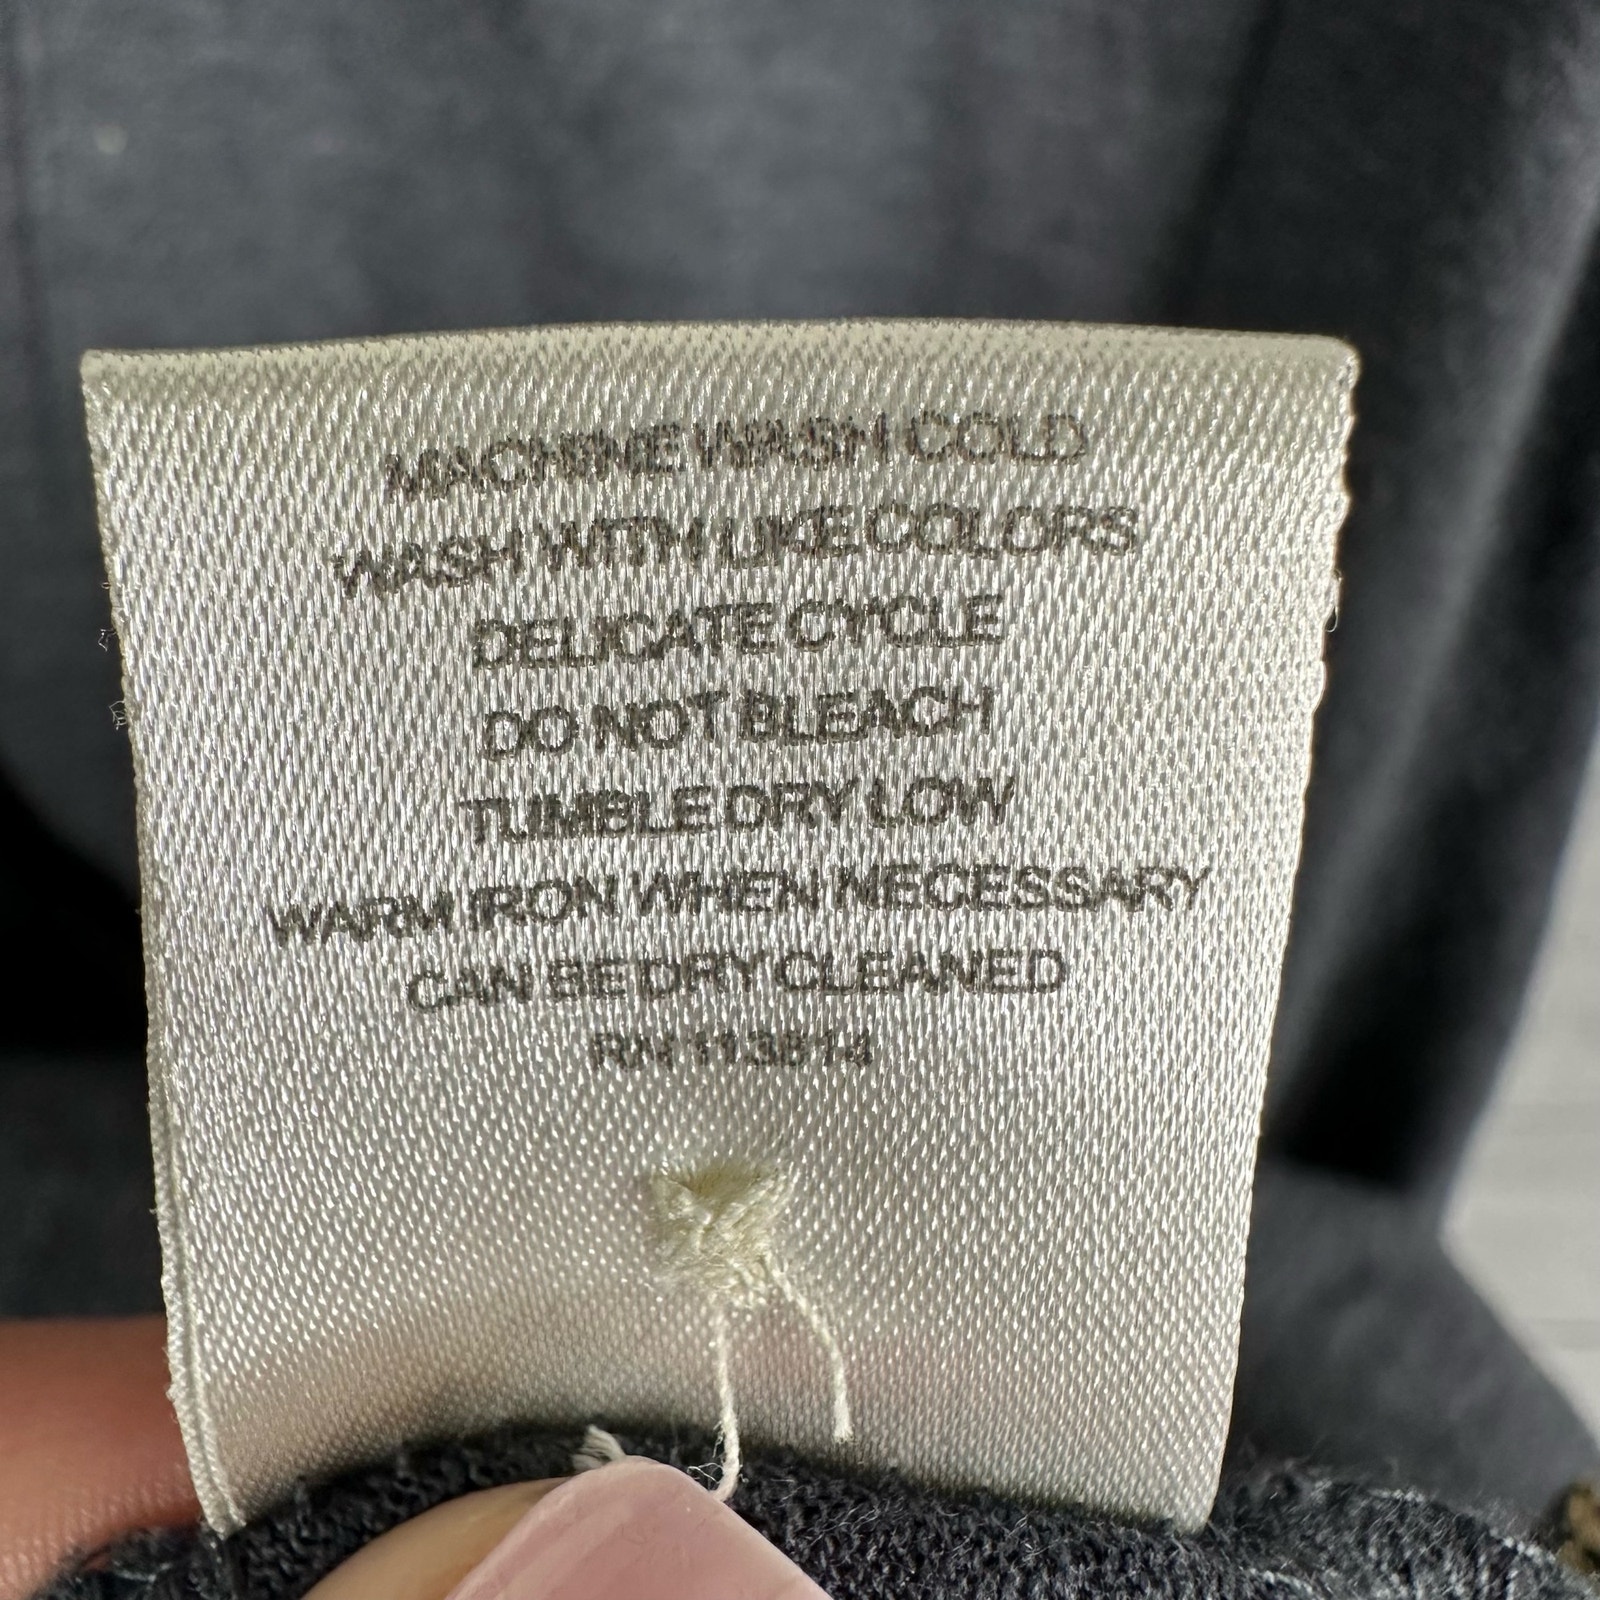 MACHINE WASH COLD
WASH WITH LIKE COLORS
DELICATE CYCLE
DO NOT BLEACH
TUMBLE DRY LOW
WARM IRON WHEN NECESSARY
CAN BE DRY CLEANED
RN 113814